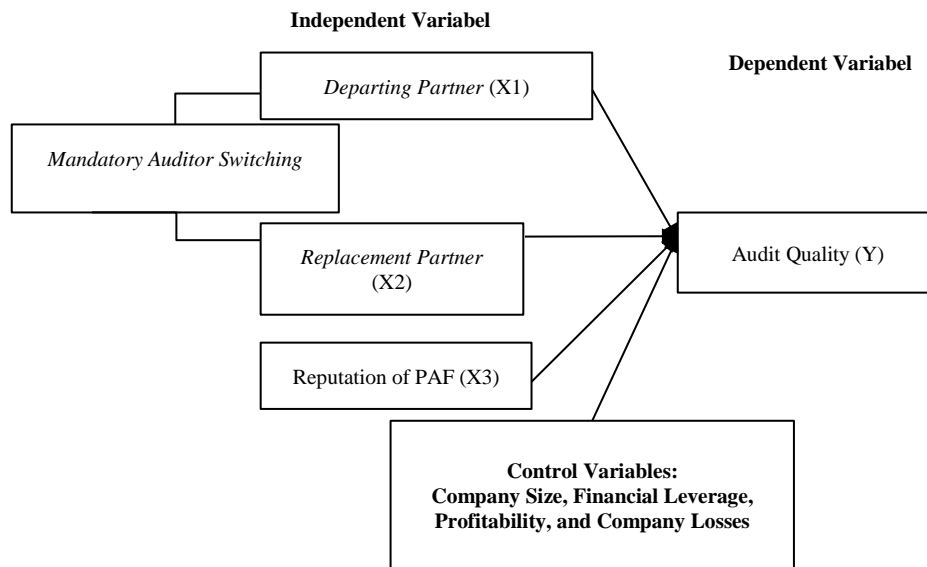 Independent Variabel
Dependent Variabel
Departing Partner (X1)
Mandatory Auditor Switching
Replacement Partner
(X2)
Audit Quality (Y)
Reputation of PAF (X3)
Control Variables:
Company Size, Financial Leverage,
Profitability, and Company Losses